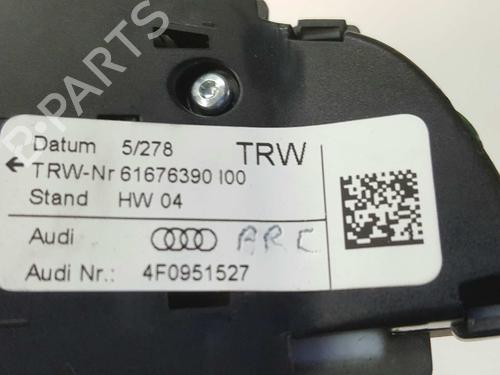 B-PARTS
Datum 5/278 TRW
← TRW-Nr 61676390 I00
Stand HW 04
Audi ARC
Audi Nr.: 4F0951527